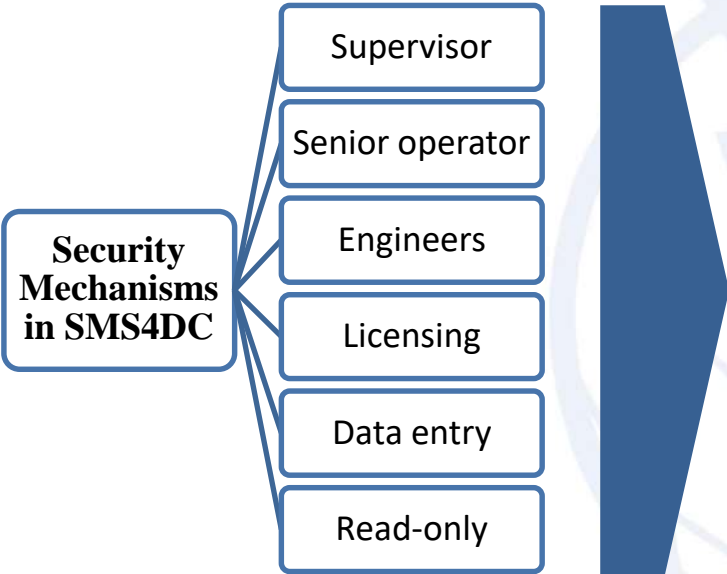 Supervisor
Senior operator
Engineers
Security
Mechanisms
in SMS4DC
Licensing
Data entry
Read-only